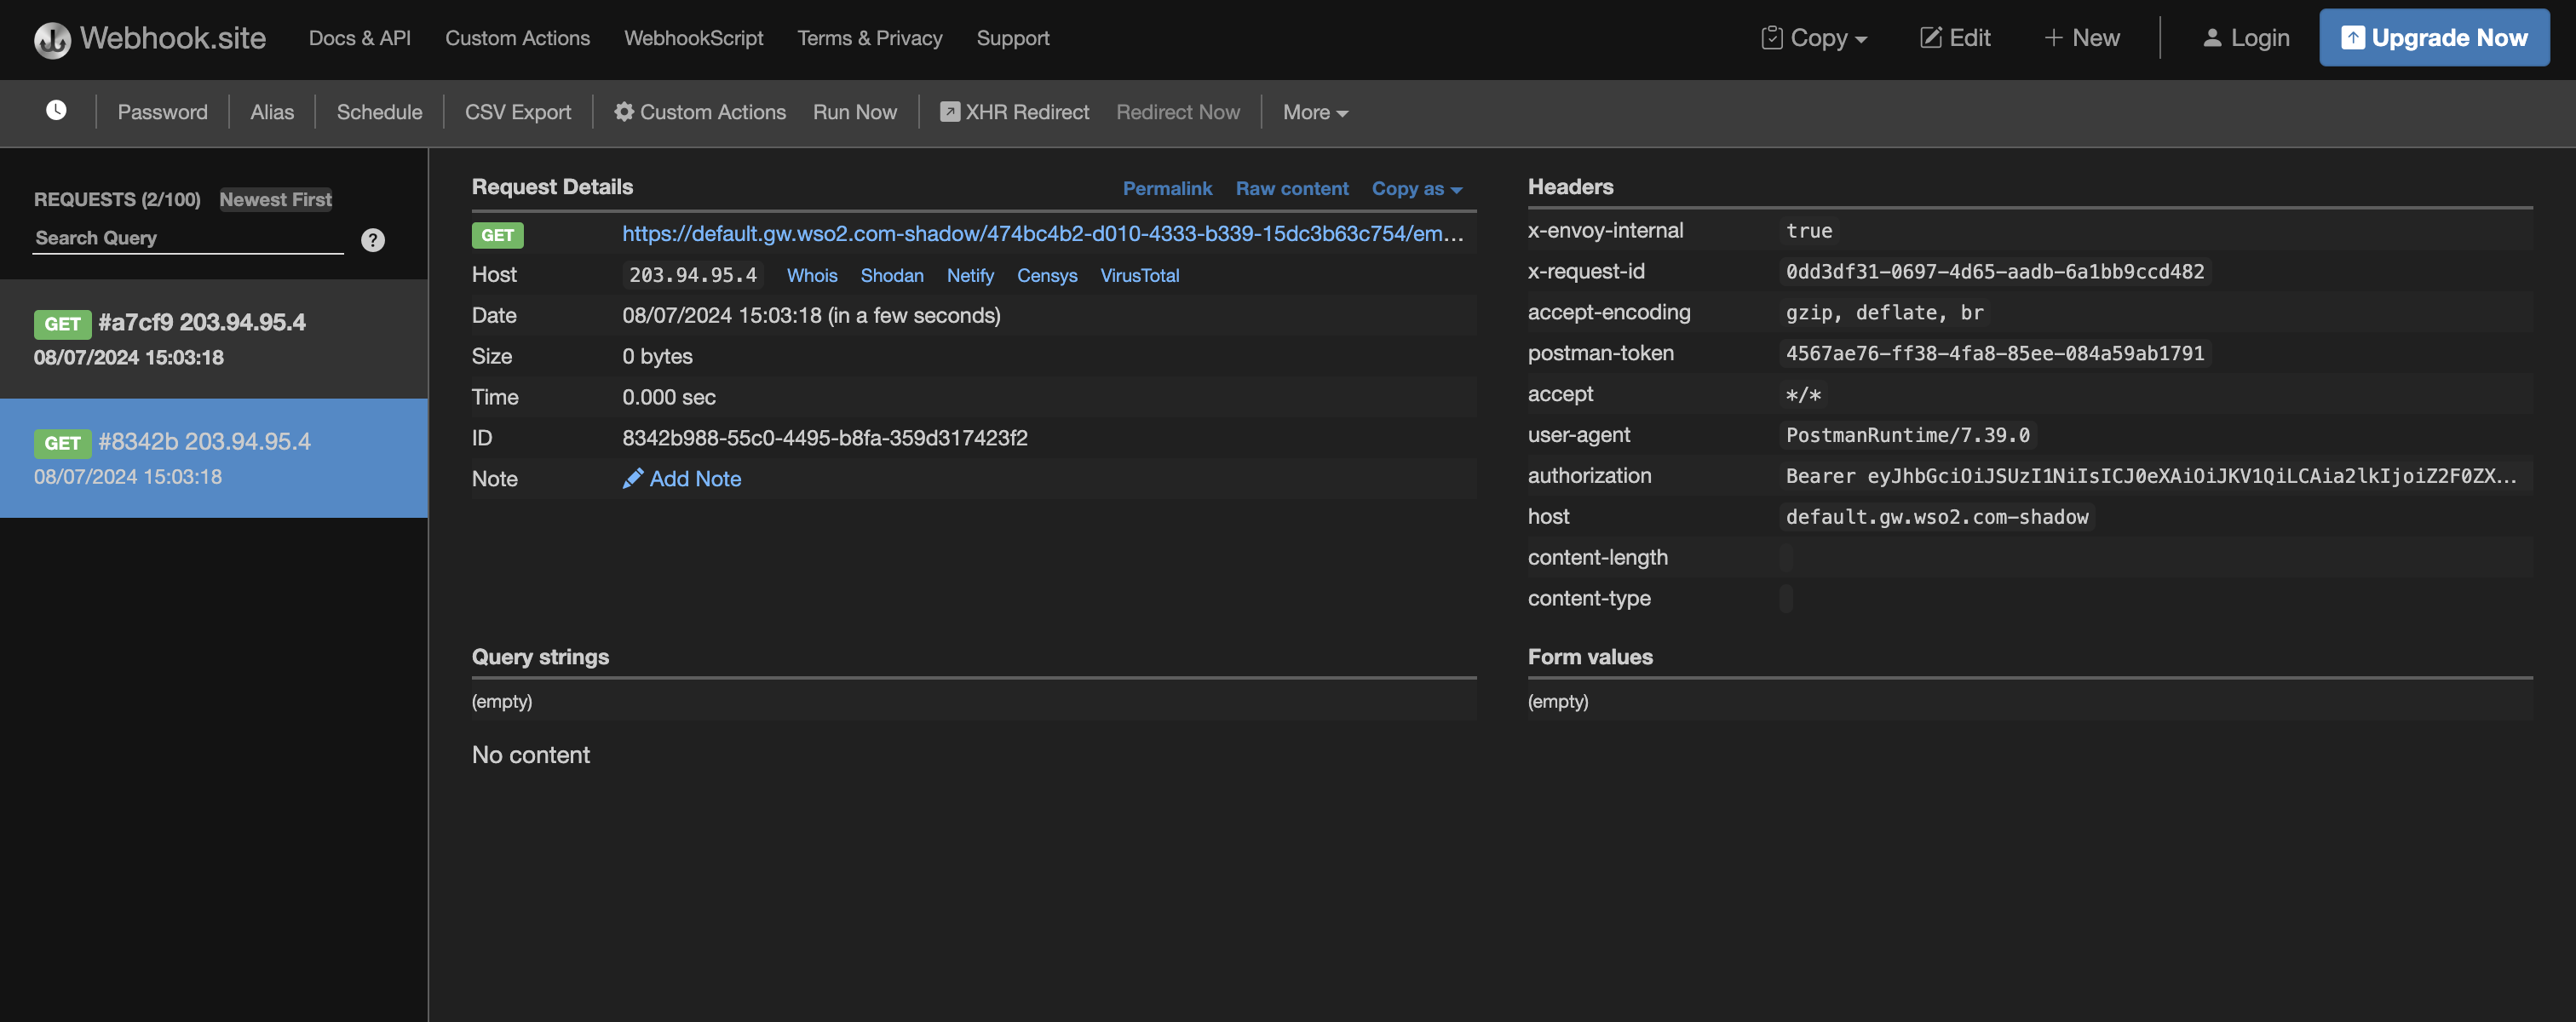 Webhook.site Docs & API Custom Actions WebhookScript Terms & Privacy Support Copy Edit + New Login Upgrade Now
Password Alias Schedule CSV Export Custom Actions Run Now XHR Redirect Redirect Now More
REQUESTS (2/100) Newest First
Search Query ?
GET #a7cf9 203.94.95.4
08/07/2024 15:03:18
GET #8342b 203.94.95.4
08/07/2024 15:03:18
Request Details Permalink Raw content Copy as
GET https://default.gw.wso2.com-shadow/474bc4b2-d010-4333-b339-15dc3b63c754/em...
Host 203.94.95.4 Whois Shodan Netify Censys VirusTotal
Date 08/07/2024 15:03:18 (in a few seconds)
Size 0 bytes
Time 0.000 sec
ID 8342b988-55c0-4495-b8fa-359d317423f2
Note Add Note
Headers
x-envoy-internal true
x-request-id 0dd3df31-0697-4d65-aadb-6a1bb9ccd482
accept-encoding gzip, deflate, br
postman-token 4567ae76-ff38-4fa8-85ee-084a59ab1791
accept */*
user-agent PostmanRuntime/7.39.0
authorization Bearer eyJhbGciOiJSUzI1NiIsICJ0eXAiOiJKV1QiLCAia2lkIjoiZ2F0ZX...
host default.gw.wso2.com-shadow
content-length
content-type
Query strings
(empty)
Form values
(empty)
No content